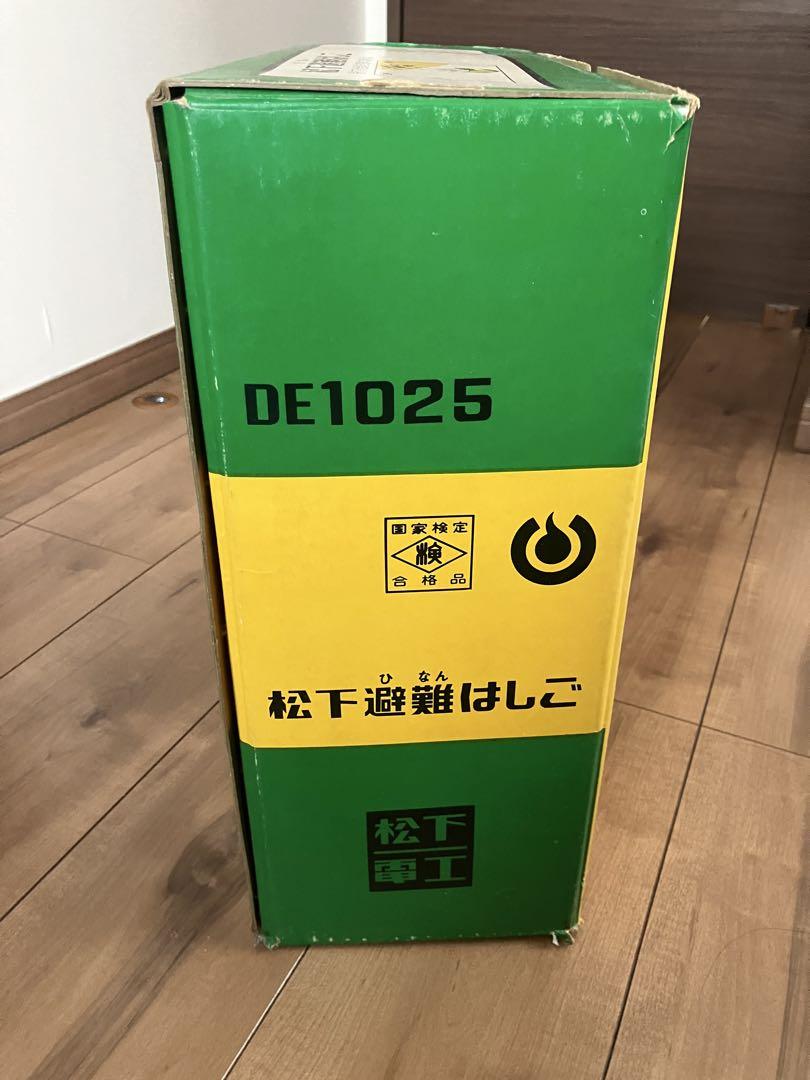 DE1025
国家検定
検
合格品
ひなん
松下避難はしご
松下
電工